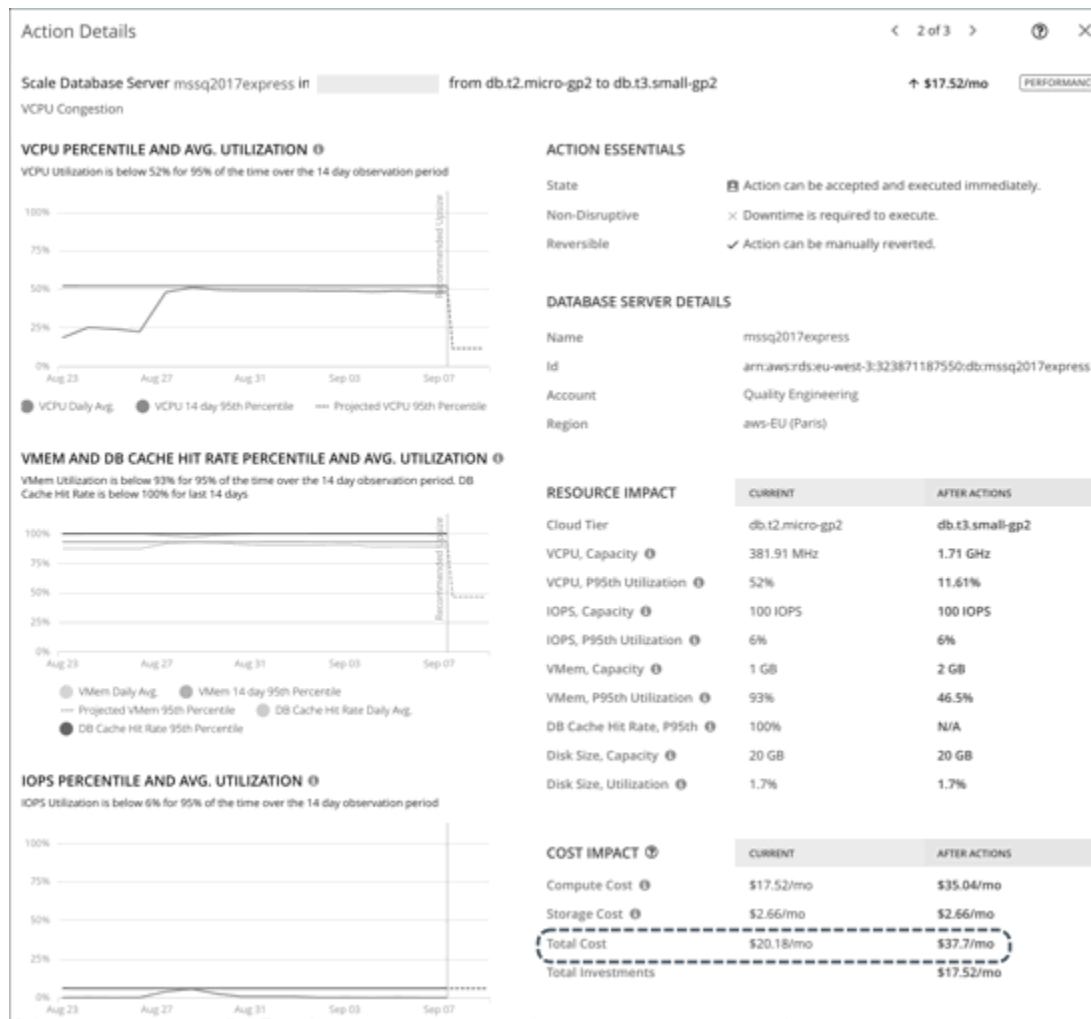 Action Details
2 of 3
Scale Database Server mssq2017express in from db.t2.micro-gp2 to db.t3.small-gp2
↑ $17.52/mo
PERFORMANC
VCPU Congestion
VCPU PERCENTILE AND AVG. UTILIZATION
VCPU Utilization is below 52% for 95% of the time over the 14 day observation period
Recommended Upsize
100%
75%
50%
25%
0%
Aug 23 Aug 27 Aug 31 Sep 03 Sep 07
VCPU Daily Avg. VCPU 14 day 95th Percentile Projected VCPU 95th Percentile
VMEM AND DB CACHE HIT RATE PERCENTILE AND AVG. UTILIZATION
VMem Utilization is below 93% for 95% of the time over the 14 day observation period. DB
Cache Hit Rate is below 100% for last 14 days
Recommended Upsize
100%
75%
50%
25%
0%
Aug 23 Aug 27 Aug 31 Sep 03 Sep 07
VMem Daily Avg. VMem 14 day 95th Percentile
Projected VMem 95th Percentile DB Cache Hit Rate Daily Avg.
DB Cache Hit Rate 95th Percentile
IOPS PERCENTILE AND AVG. UTILIZATION
IOPS Utilization is below 6% for 95% of the time over the 14 day observation period
100%
75%
50%
25%
0%
Aug 23 Aug 27 Aug 31 Sep 03 Sep 07
ACTION ESSENTIALS
State Action can be accepted and executed immediately.
Non-Disruptive Downtime is required to execute.
Reversible Action can be manually reverted.
DATABASE SERVER DETAILS
Name mssq2017express
Id arn:aws:rds:eu-west-3:323871187550:db:mssq2017express
Account Quality Engineering
Region aws-EU (Paris)
RESOURCE IMPACT CURRENT AFTER ACTIONS
Cloud Tier db.t2.micro-gp2 db.t3.small-gp2
VCPU, Capacity 381.91 MHz 1.71 GHz
VCPU, P95th Utilization 52% 11.61%
IOPS, Capacity 100 IOPS 100 IOPS
IOPS, P95th Utilization 6% 6%
VMem, Capacity 1 GB 2 GB
VMem, P95th Utilization 93% 46.5%
DB Cache Hit Rate, P95th 100% N/A
Disk Size, Capacity 20 GB 20 GB
Disk Size, Utilization 1.7% 1.7%
COST IMPACT CURRENT AFTER ACTIONS
Compute Cost $17.52/mo $35.04/mo
Storage Cost $2.66/mo $2.66/mo
Total Cost $20.18/mo $37.7/mo
Total Investments $17.52/mo